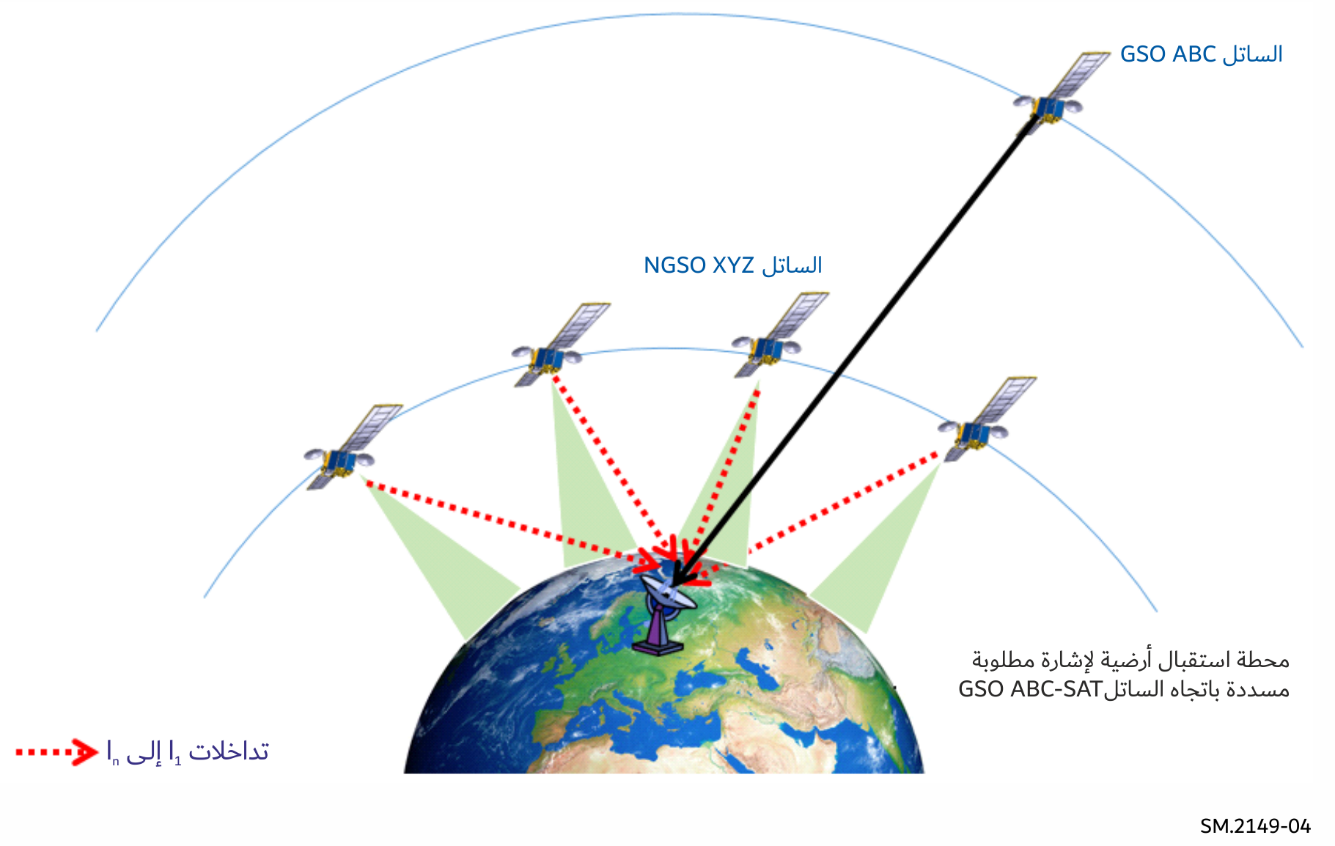 الساتل GSO ABC
الساتل NGSO XYZ
محطة استقبال أرضية لإشارة مطلوبة
مسددة باتجاه الساتلGSO ABC-SAT
تداخلات I₁ إلى Iₙ
SM.2149-04